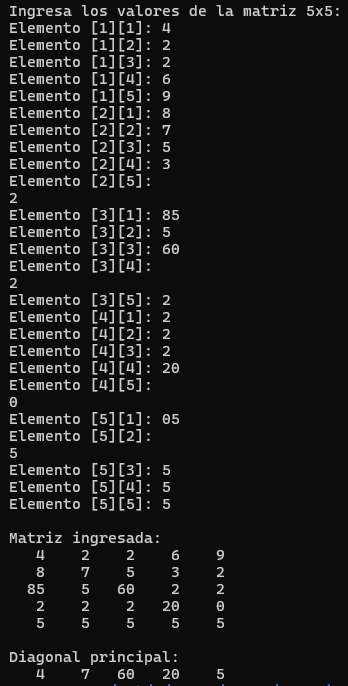 Ingresa los valores de la matriz 5x5:
Elemento [1][1]: 4
Elemento [1][2]: 2
Elemento [1][3]: 2
Elemento [1][4]: 6
Elemento [1][5]: 9
Elemento [2][1]: 8
Elemento [2][2]: 7
Elemento [2][3]: 5
Elemento [2][4]: 3
Elemento [2][5]:
2
Elemento [3][1]: 85
Elemento [3][2]: 5
Elemento [3][3]: 60
Elemento [3][4]:
2
Elemento [3][5]: 2
Elemento [4][1]: 2
Elemento [4][2]: 2
Elemento [4][3]: 2
Elemento [4][4]: 20
Elemento [4][5]:
0
Elemento [5][1]: 05
Elemento [5][2]:
5
Elemento [5][3]: 5
Elemento [5][4]: 5
Elemento [5][5]: 5

Matriz ingresada:
   4    2    2    6    9
   8    7    5    3    2
  85    5   60    2    2
   2    2    2   20    0
   5    5    5    5    5

Diagonal principal:
   4    7   60   20    5